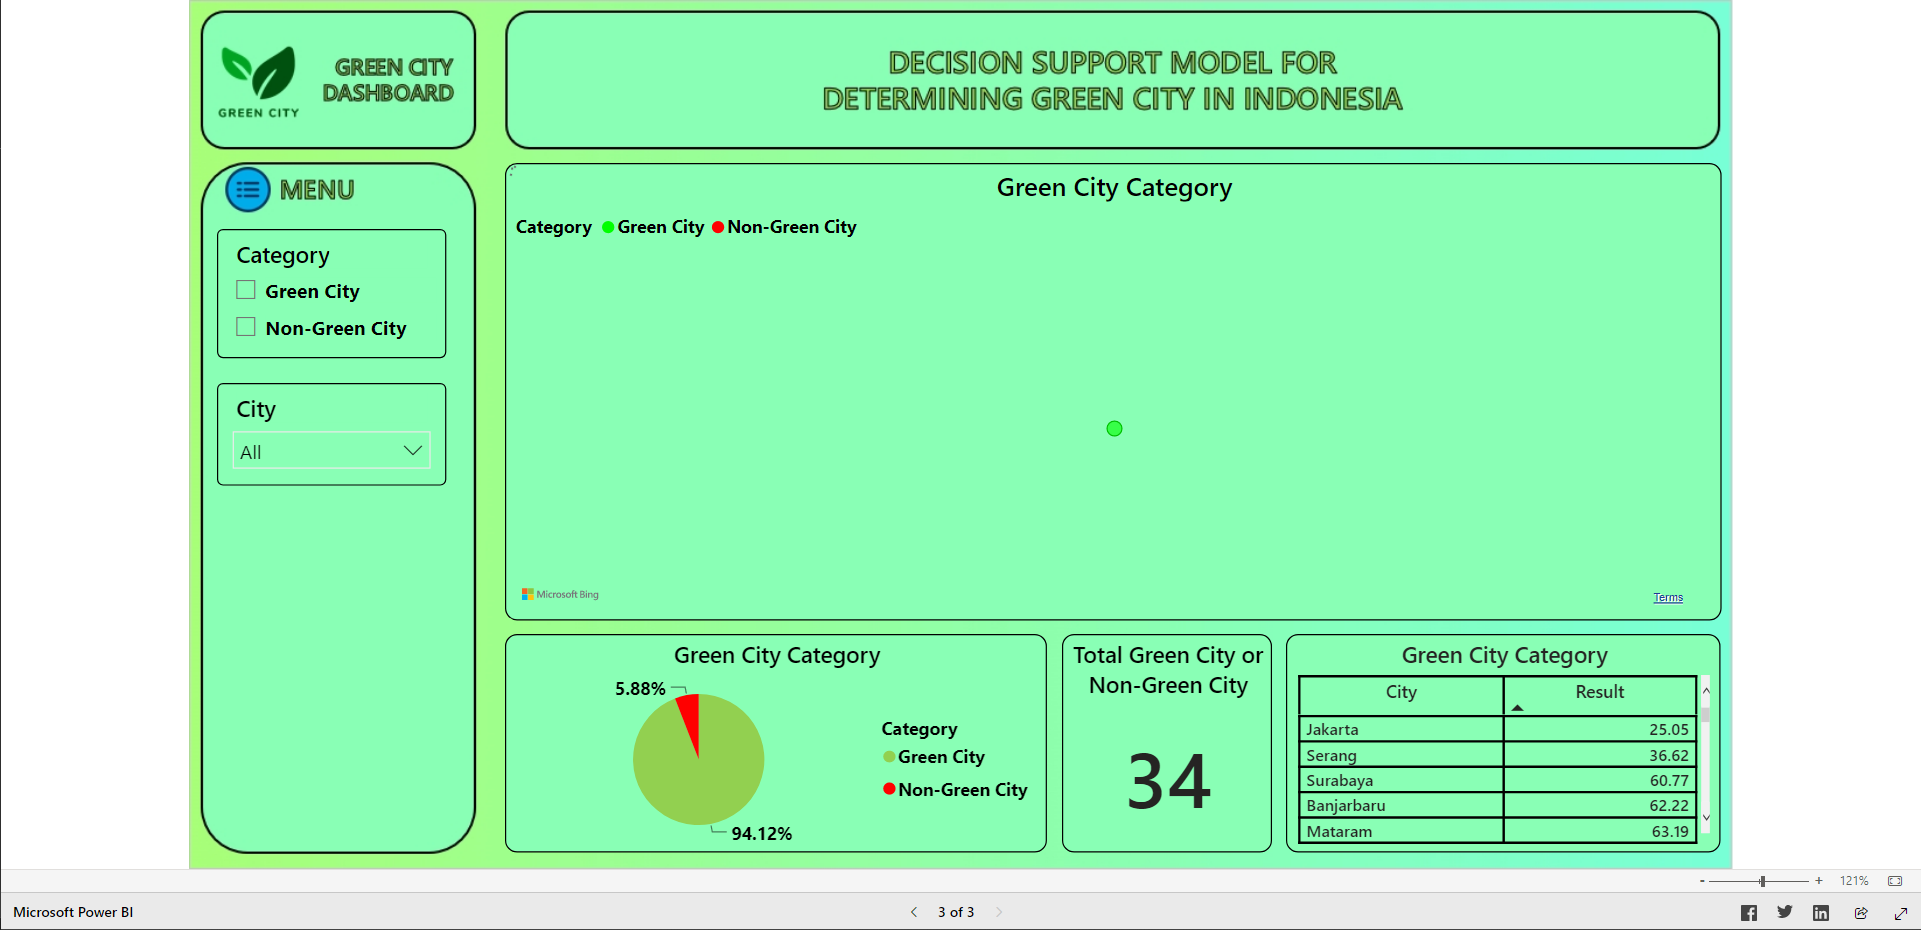 GREEN CITY
GREEN CITY
DASHBOARD
DECISION SUPPORT MODEL FOR
DETERMINING GREEN CITY IN INDONESIA
MENU
Category
Green City
Non-Green City
City
All
Green City Category
Category Green City Non-Green City
Microsoft Bing
Terms
Green City Category
5.88%
94.12%
Category
Green City
Non-Green City
Total Green City or
Non-Green City
34
Green City Category
City Result
Jakarta 25.05
Serang 36.62
Surabaya 60.77
Banjarbaru 62.22
Mataram 63.19
- + 121%
Microsoft Power BI
3 of 3